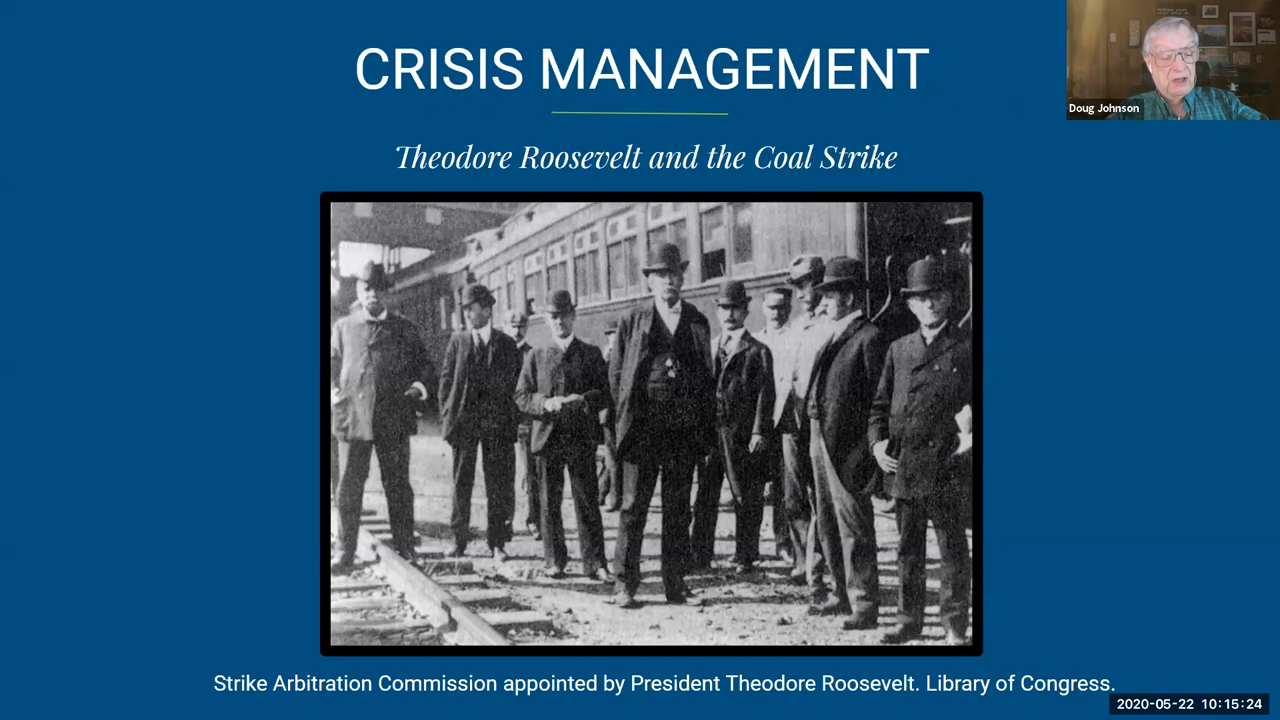 CRISIS MANAGEMENT
Doug Johnson
Theodore Roosevelt and the Coal Strike
Strike Arbitration Commission appointed by President Theodore Roosevelt. Library of Congress.
2020-05-22 10:15:24